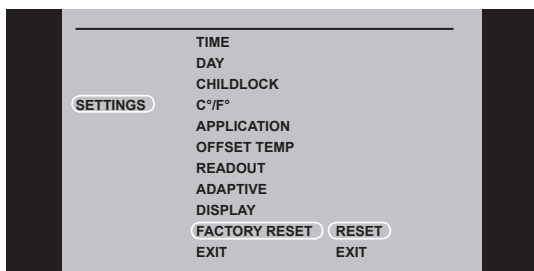 TIME
DAY
CHILDLOCK
SETTINGS C°/F°
APPLICATION
OFFSET TEMP
READOUT
ADAPTIVE
DISPLAY
FACTORY RESET RESET
EXIT EXIT